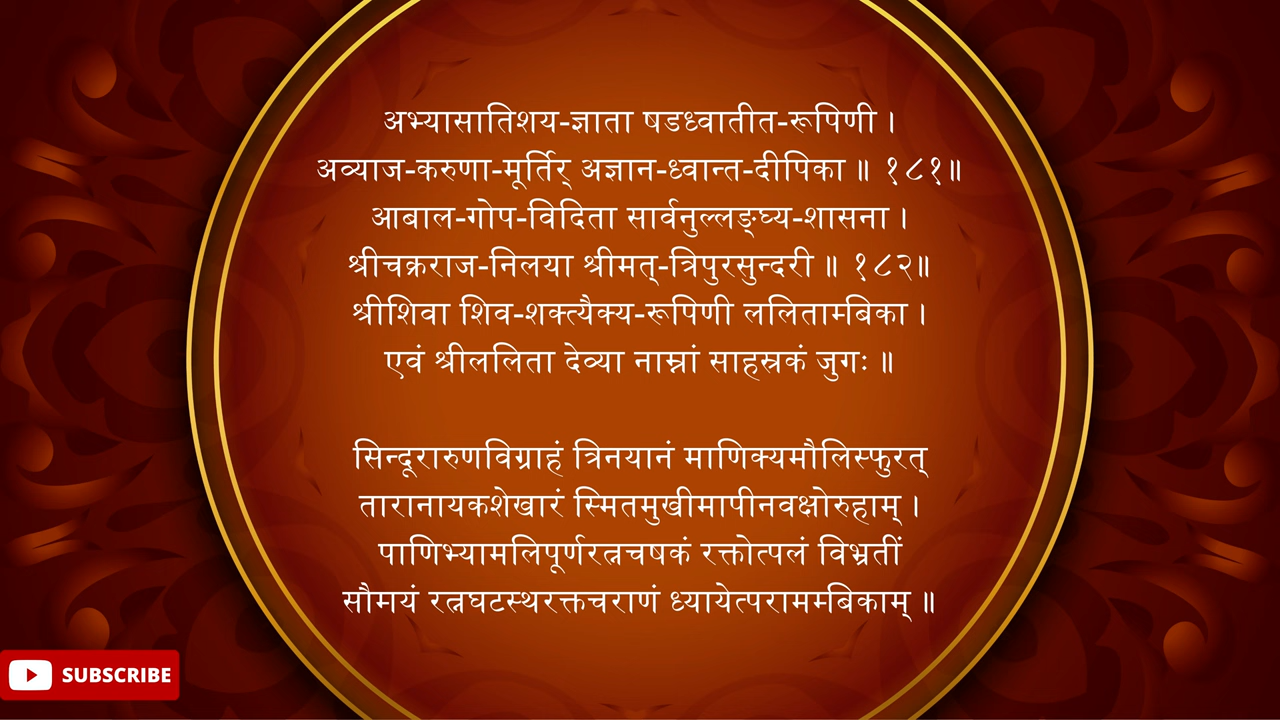 अभ्यासातिशय-ज्ञाता षडध्वातीत-रूपिणी ।
अव्याज-करुणा-मूर्तिर् अज्ञान-ध्वान्त-दीपिका ॥ १८१॥
आबाल-गोप-विदिता सार्वनुल्लङ्घ्य-शासना ।
श्रीचक्रराज-निलया श्रीमत्-त्रिपुरसुन्दरी ॥ १८२॥
श्रीशिवा शिव-शक्त्यैक्य-रूपिणी ललिताम्बिका ।
एवं श्रीललिता देव्या नाम्नां साहस्रकं जुगः ॥
सिन्दूरारुणविग्राहं त्रिनयानं माणिक्यमौलिस्फुरत्
तारानायकशेखारं स्मितमुखीमापीनवक्षोरुहाम् ।
पाणिभ्यामलिपूर्णरत्नचषकं रक्तोत्पलं विभ्रतीं
सौमयं रत्नघटस्थरक्तचराणं ध्यायेत्परामम्बिकाम् ॥
SUBSCRIBE